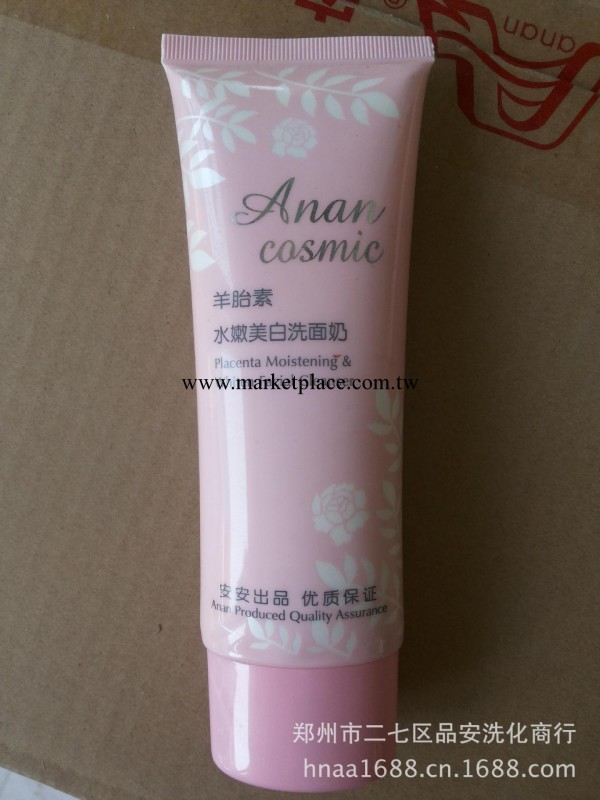 anan
Anan
cosmic
羊胎素
水嫩美白洗面奶
Placenta Moistening &
www.marketplace.com.tw
安安出品 优质保证
Anan Produced Quality Assurance
郑州市二七区品安洗化商行
hnaa1688.cn.1688.com